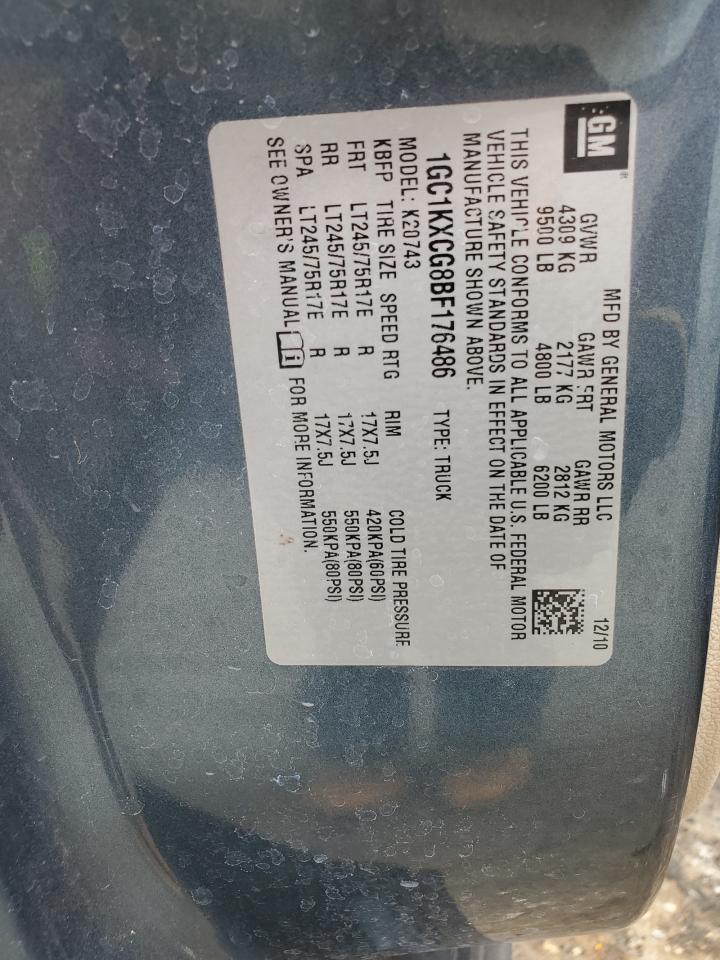 GM®
MFD BY GENERAL MOTORS LLC 12/10
GVWR GAWR FRT GAWR RR
4309 KG 2177 KG 2812 KG
9500 LB 4800 LB 6200 LB
THIS VEHICLE CONFORMS TO ALL APPLICABLE U.S. FEDERAL MOTOR
VEHICLE SAFETY STANDARDS IN EFFECT ON THE DATE OF
MANUFACTURE SHOWN ABOVE.
1GC1KXCG8BF176486 TYPE: TRUCK
MODEL: K20743
KBFP TIRE SIZE SPEED RTG RIM COLD TIRE PRESSURE
FRT LT245/75R17E R 17X7.5J 420KPA(60PSI)
RR LT245/75R17E R 17X7.5J 550KPA(80PSI)
SPA LT245/75R17E R 17X7.5J 550KPA(80PSI)
SEE OWNER'S MANUAL FOR MORE INFORMATION.